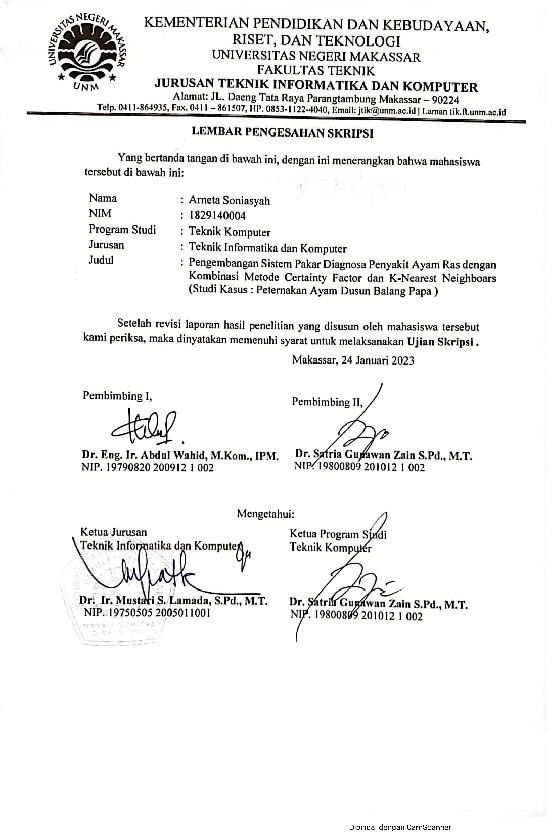 UNIVERSITAS NEGERI MAKASSAR
UNM
KEMENTERIAN PENDIDIKAN DAN KEBUDAYAAN,
RISET, DAN TEKNOLOGI
UNIVERSITAS NEGERI MAKASSAR
FAKULTAS TEKNIK
JURUSAN TEKNIK INFORMATIKA DAN KOMPUTER
Alamat: JL. Daeng Tata Raya Parangtambung Makassar – 90224
Telp. 0411-864935, Fax. 0411 – 861507, HP. 0853-1122-4040, Email: jtik@unm.ac.id | Laman tik.ft.unm.ac.id
LEMBAR PENGESAHAN SKRIPSI
Yang bertanda tangan di bawah ini, dengan ini menerangkan bahwa mahasiswa
tersebut di bawah ini:
Nama : Arneta Soniasyah
NIM : 1829140004
Program Studi : Teknik Komputer
Jurusan : Teknik Informatika dan Komputer
Judul : Pengembangan Sistem Pakar Diagnosa Penyakit Ayam Ras dengan
Kombinasi Metode Certainty Factor dan K-Nearest Neighboars
(Studi Kasus : Peternakan Ayam Dusun Balang Papa )
Setelah revisi laporan hasil penelitian yang disusun oleh mahasiswa tersebut
kami periksa, maka dinyatakan memenuhi syarat untuk melaksanakan Ujian Skripsi .
Makassar, 24 Januari 2023
Pembimbing I, Pembimbing II,
Dr. Eng. Ir. Abdul Wahid, M.Kom., IPM. Dr. Satria Gunawan Zain S.Pd., M.T.
NIP. 19790820 200912 1 002 NIP. 19800809 201012 1 002
Mengetahui:
Ketua Jurusan Ketua Program Studi
Teknik Informatika dan Komputer Teknik Komputer
Dr. Ir. Mustari S. Lamada, S.Pd., M.T. Dr. Satria Gunawan Zain S.Pd., M.T.
NIP. 19750505 2005011001 NIP. 19800809 201012 1 002
Dipindai dengan CamScanner